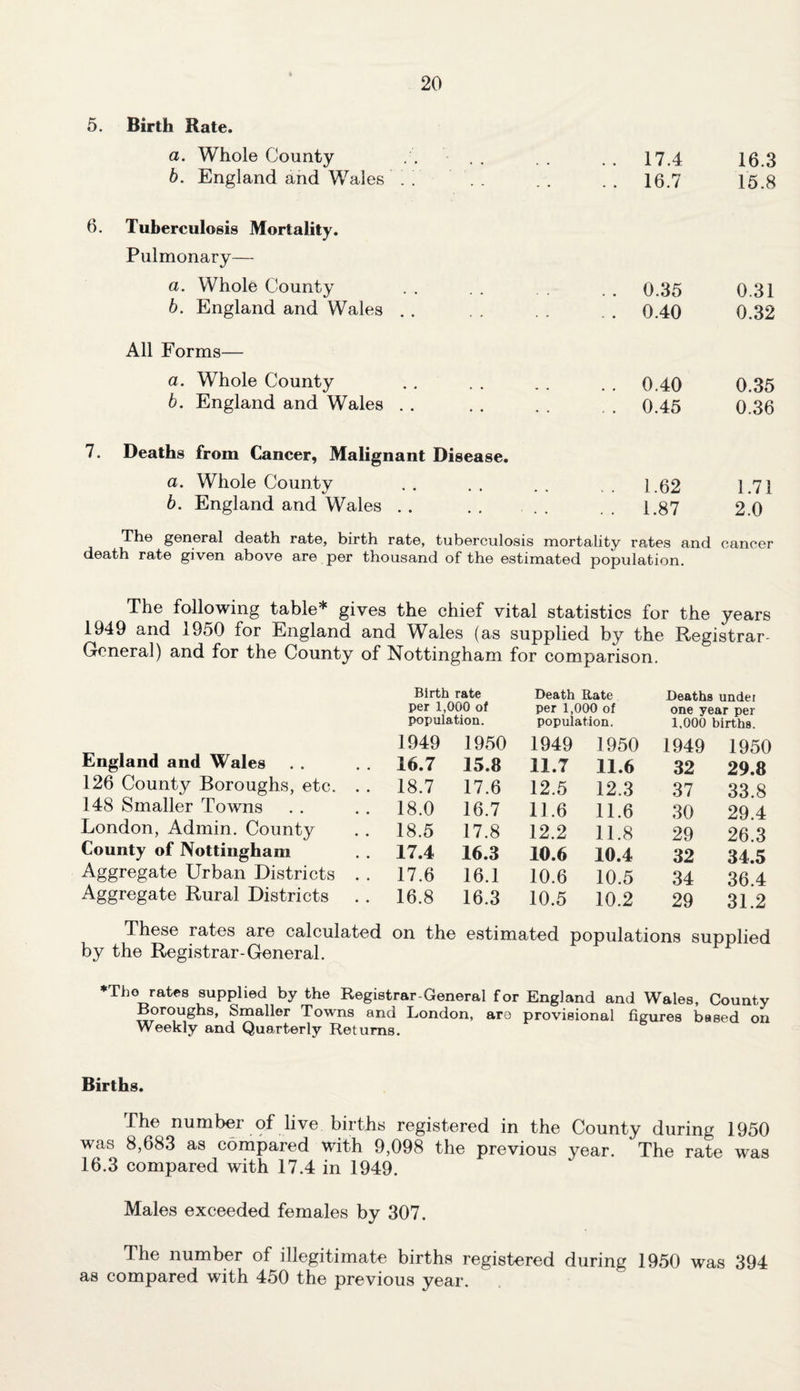 20
5. Birth Rate.
a. Whole County .. .. .. .. 17.4 16.3
b. England and Wales .. .. .. .. 16.7 15.8
6. Tuberculosis Mortality.
Pulmonary—
a. Whole County .. .. .. .. 0.35 0.31
b. England and Wales .. .. .. .. 0.40 0.32
All Forms—
a. Whole County .. .. .. .. 0.40 0.35
b. England and Wales .. .. .. .. 0.45 0.36
7. Deaths from Cancer, Malignant Disease.
a. Whole County .. .. .. .. 1.62 1.71
b. England and Wales .. .. .. .. 1.87 2.0
The general death rate, birth rate, tuberculosis mortality rates and cancer
death rate given above are per thousand of the estimated population.
The following table* gives the chief vital statistics for the years
1949 and 1950 for England and Wales (as supplied by the Registrar-
General) and for the County of Nottingham for comparison.
Birth rate Death Rate Deaths under
per 1,000 of per 1,000 of one year per
population. population. 1,000 births.
1949 1950 1949 1950 1949 1950
England and Wales .. .. 16.7 15.8 11.7 11.6 32 29.8
126 County Boroughs, etc. .. 18.7 17.6 12.5 12.3 37 33.8
148 Smaller Towns .. .. 18.0 16.7 11.6 11.6 30 29.4
London, Admin. County .. 18.5 17.8 12.2 11.8 29 26.3
County of Nottingham .. 17.4 16.3 10.6 10.4 32 34.5
Aggregate Urban Districts .. 17.6 16.1 10.6 10.5 34 36.4
Aggregate Rural Districts .. 16.8 16.3 10.5 10.2 29 31.2
These rates are calculated on the estimated populations supplied
by the Registrar-General.
*The rates supplied by the Registrar-General for England and Wales, County
Boroughs, Smaller Towns and London, are provisional figures based on
Weekly and Quarterly Returns.
Births.
The number of live births registered in the County during 1950
was 8,683 as compared with 9,098 the previous year. The rate was
16.3 compared with 17.4 in 1949.
Males exceeded females by 307.
The number of illegitimate births registered during 1950 was 394
as compared with 450 the previous year.